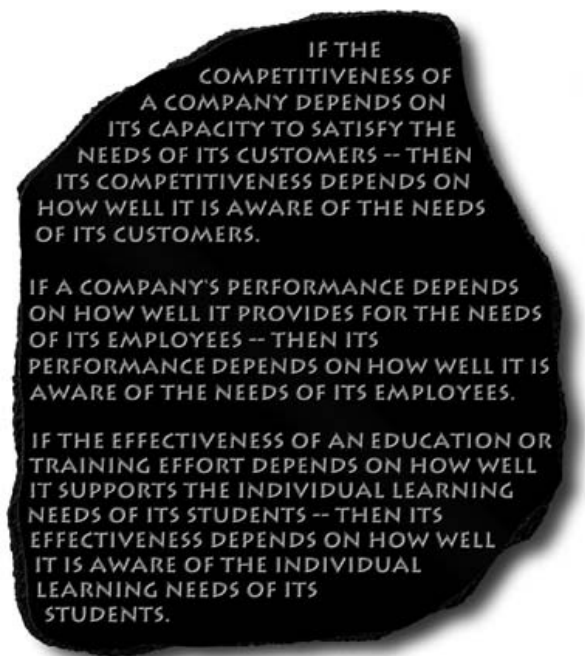 IF THE
COMPETITIVENESS OF
A COMPANY DEPENDS ON
ITS CAPACITY TO SATISFY THE
NEEDS OF ITS CUSTOMERS -- THEN
ITS COMPETITIVENESS DEPENDS ON
HOW WELL IT IS AWARE OF THE NEEDS
OF ITS CUSTOMERS.

IF A COMPANY'S PERFORMANCE DEPENDS
ON HOW WELL IT PROVIDES FOR THE NEEDS
OF ITS EMPLOYEES -- THEN ITS
PERFORMANCE DEPENDS ON HOW WELL IT IS
AWARE OF THE NEEDS OF ITS EMPLOYEES.

IF THE EFFECTIVENESS OF AN EDUCATION OR
TRAINING EFFORT DEPENDS ON HOW WELL
IT SUPPORTS THE INDIVIDUAL LEARNING
NEEDS OF ITS STUDENTS -- THEN ITS
EFFECTIVENESS DEPENDS ON HOW WELL
IT IS AWARE OF THE INDIVIDUAL
LEARNING NEEDS OF ITS
STUDENTS.